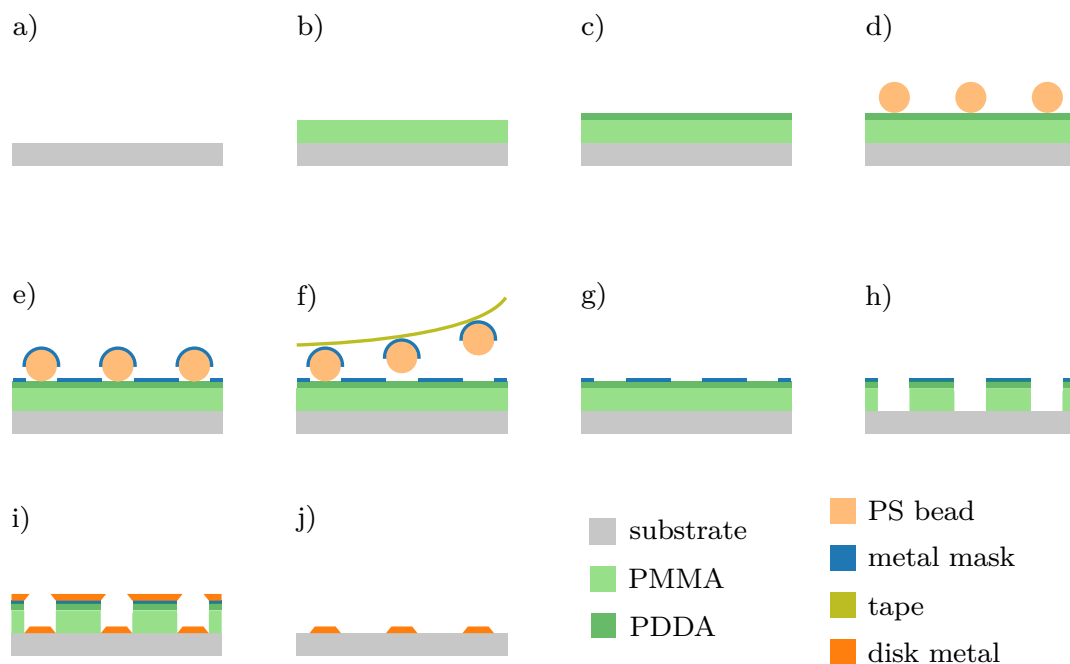 a)
b)
c)
d)
e)
f)
g)
h)
i)
j)
substrate
PMMA
PDDA
PS bead
metal mask
tape
disk metal